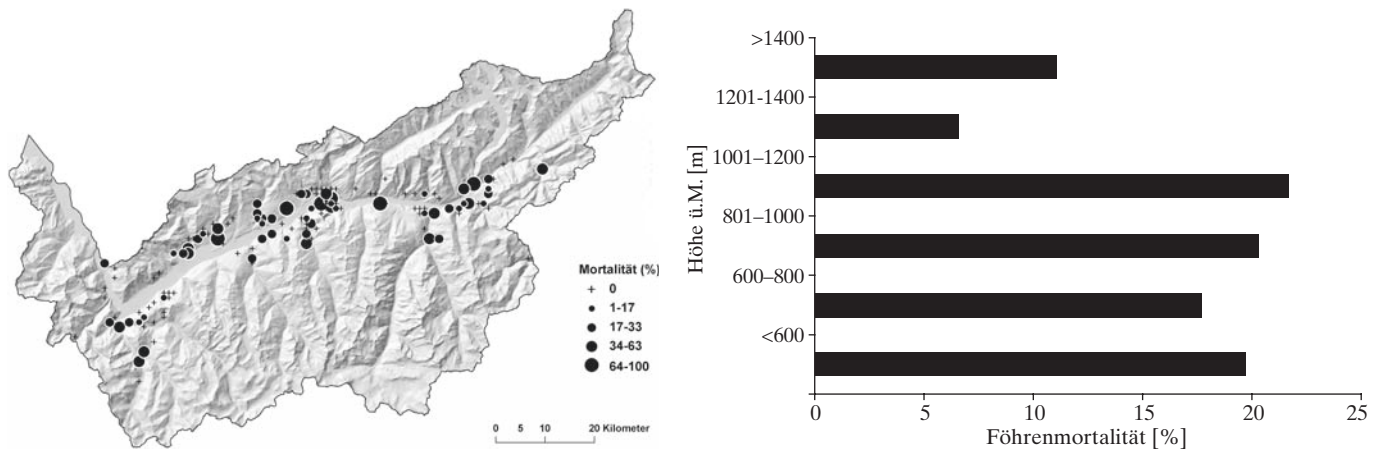 Mortalität (%)
0
1-17
17-33
34-63
64-100
0 5 10 20 Kilometer
Höhe ü.M. [m]
>1400
1201-1400
1001-1200
801–1000
600–800
<600
0 5 10 15 20 25
Föhrenmortalität [%]